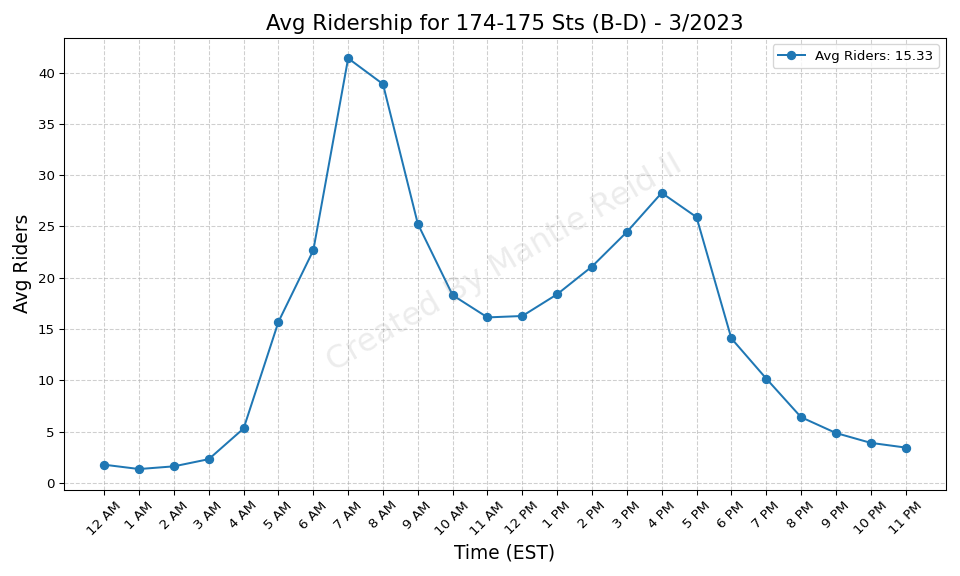 Avg Ridership for 174-175 Sts (B-D) - 3/2023
Avg Riders: 15.33
Avg Riders
40
35
30
25
20
15
10
5
0
Created By Mantle Reid II
12 AM
1 AM
2 AM
3 AM
4 AM
5 AM
6 AM
7 AM
8 AM
9 AM
10 AM
11 AM
12 PM
1 PM
2 PM
3 PM
4 PM
5 PM
6 PM
7 PM
8 PM
9 PM
10 PM
11 PM
Time (EST)